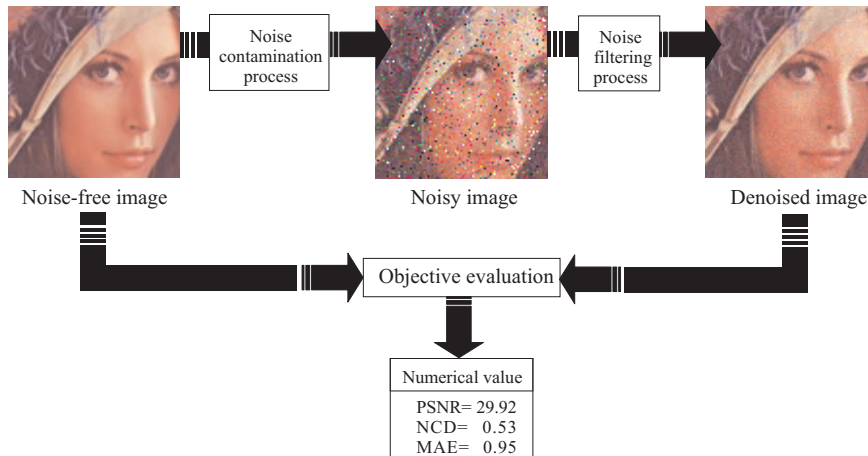 Noise
contamination
process
Noise
filtering
process
Noise-free image
Noisy image
Denoised image
Objective evaluation
Numerical value
PSNR= 29.92
NCD= 0.53
MAE= 0.95